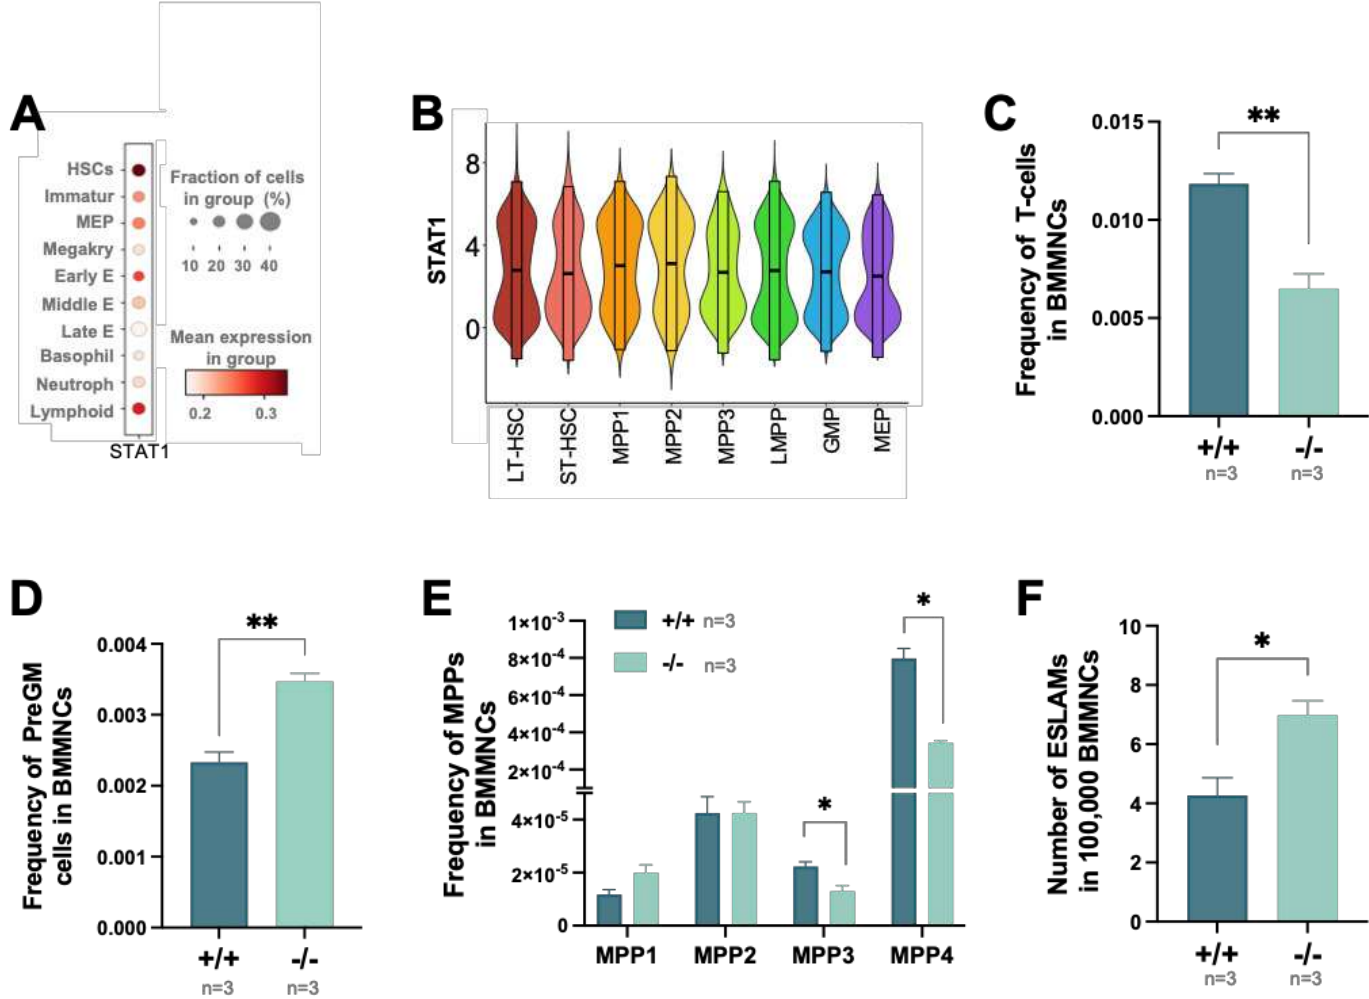 A
HSCs
Immatur
MEP
Megakry
Early E
Middle E
Late E
Basophil
Neutroph
Lymphoid
STAT1
Fraction of cells
in group (%)
10 20 30 40
Mean expression
in group
0.2 0.3
B
STAT1
8
4
0
LT-HSC
ST-HSC
MPP1
MPP2
MPP3
LMPP
GMP
MEP
C
Frequency of T-cells
in BMMNCs
0.015
0.010
0.005
0.000
**
+/+ -/-
n=3 n=3
D
Frequency of PreGM
cells in BMMNCs
0.004
0.003
0.002
0.001
0.000
**
+/+ -/-
n=3 n=3
E
Frequency of MPPs
in BMMNCs
1×10-3
8×10-4
6×10-4
4×10-4
2×10-4
4×10-5
2×10-5
0
+/+ n=3
-/- n=3
*
*
MPP1 MPP2 MPP3 MPP4
F
Number of ESLAMs
in 100,000 BMMNCs
10
8
6
4
2
0
*
+/+ -/-
n=3 n=3